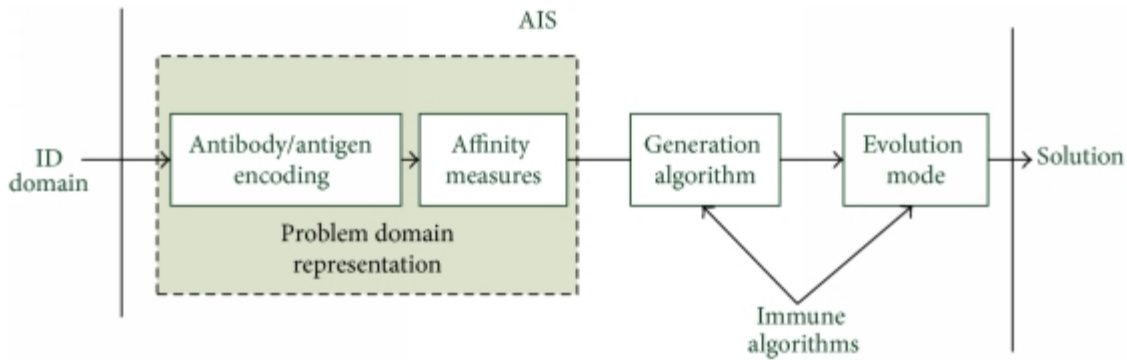 AIS
ID
domain
Antibody/antigen
encoding
Affinity
measures
Problem domain
representation
Generation
algorithm
Evolution
mode
Solution
Immune
algorithms